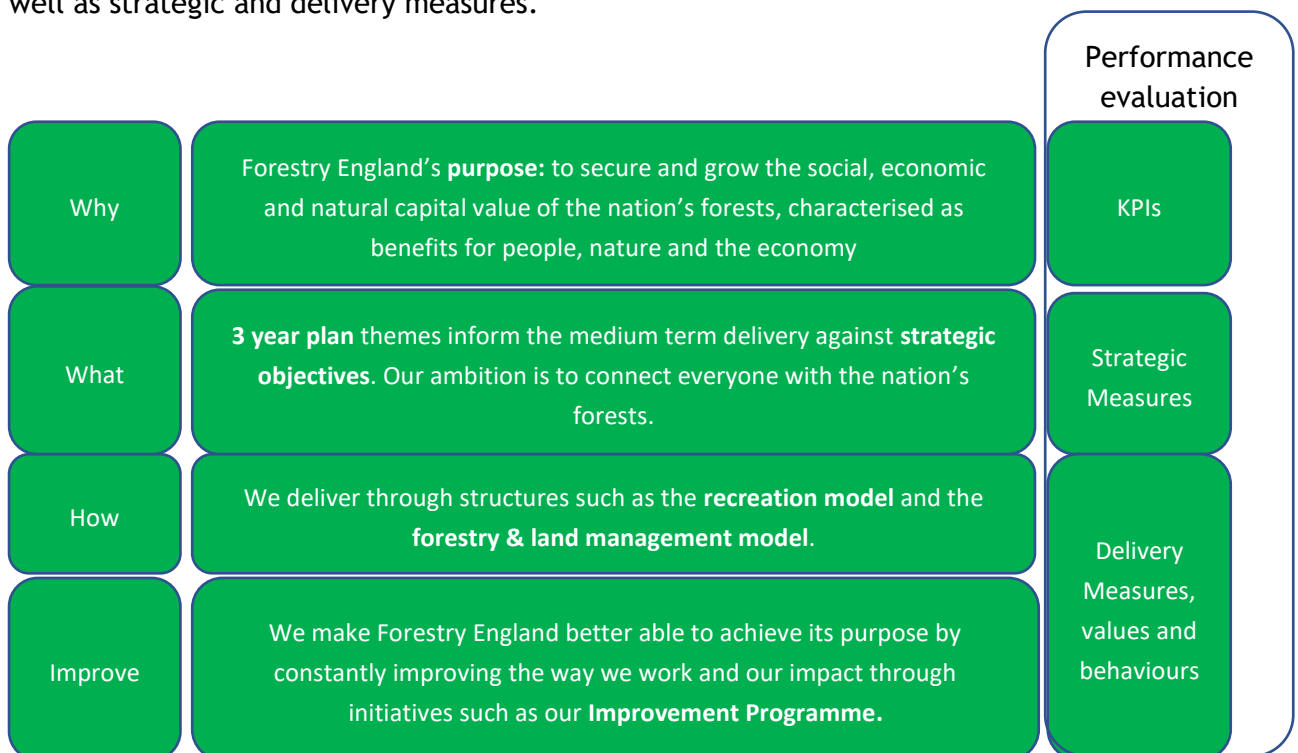 well as strategic and delivery measures.
Performance
evaluation
Why
Forestry England’s purpose: to secure and grow the social, economic
and natural capital value of the nation’s forests, characterised as
benefits for people, nature and the economy
KPIs
What
3 year plan themes inform the medium term delivery against strategic
objectives. Our ambition is to connect everyone with the nation’s
forests.
Strategic
Measures
How
We deliver through structures such as the recreation model and the
forestry & land management model.
Delivery
Measures,
values and
behaviours
Improve
We make Forestry England better able to achieve its purpose by
constantly improving the way we work and our impact through
initiatives such as our Improvement Programme.